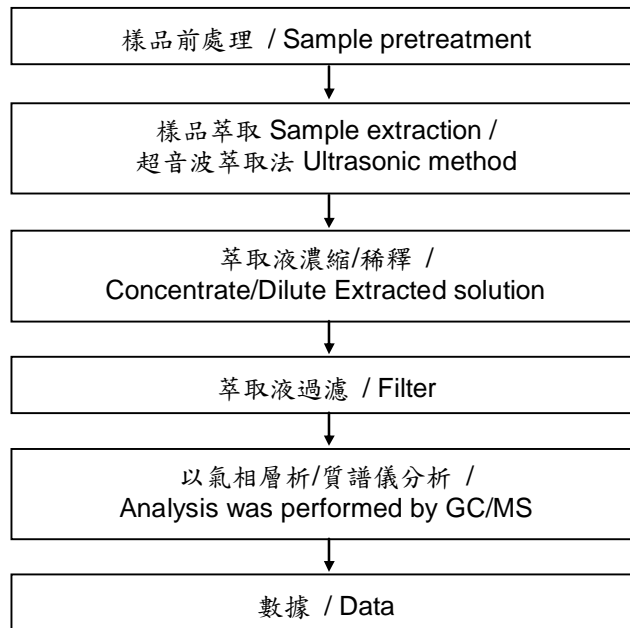 樣品前處理 / Sample pretreatment
樣品萃取 Sample extraction /
超音波萃取法 Ultrasonic method
萃取液濃縮/稀釋 /
Concentrate/Dilute Extracted solution
萃取液過濾 / Filter
以氣相層析/質譜儀分析 /
Analysis was performed by GC/MS
數據 / Data